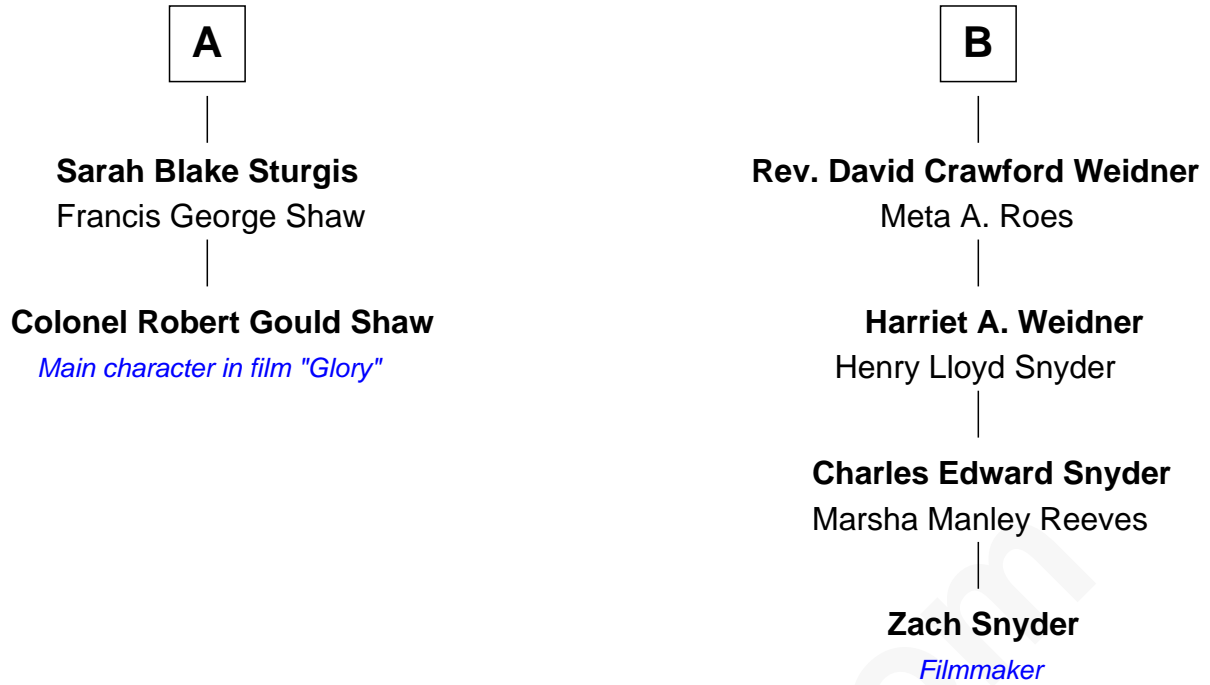 A
Sarah Blake Sturgis
Francis George Shaw
Colonel Robert Gould Shaw
Main character in film "Glory"
B
Rev. David Crawford Weidner
Meta A. Roes
Harriet A. Weidner
Henry Lloyd Snyder
Charles Edward Snyder
Marsha Manley Reeves
Zach Snyder
Filmmaker